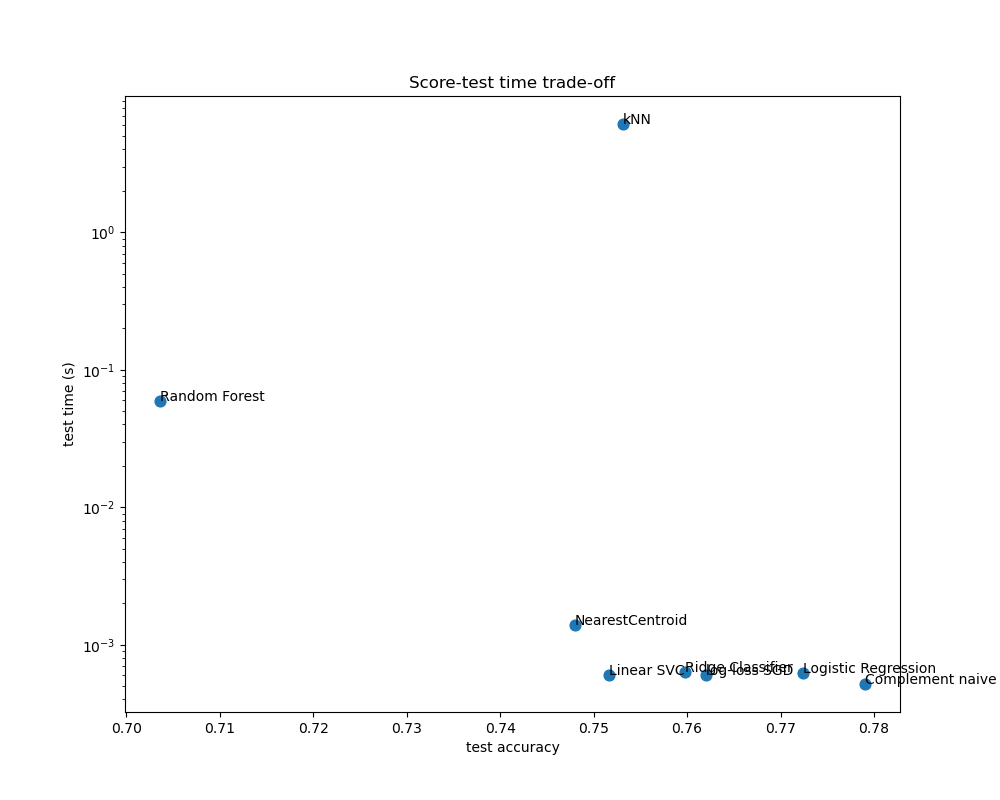 Score-test time trade-off
kNN
10⁰
10⁻¹
Random Forest
test time (s)
10⁻²
NearestCentroid
10⁻³
Linear SVC
Ridge Classifier
log-loss SGD
Logistic Regression
Complement naive
0.70 0.71 0.72 0.73 0.74 0.75 0.76 0.77 0.78
test accuracy